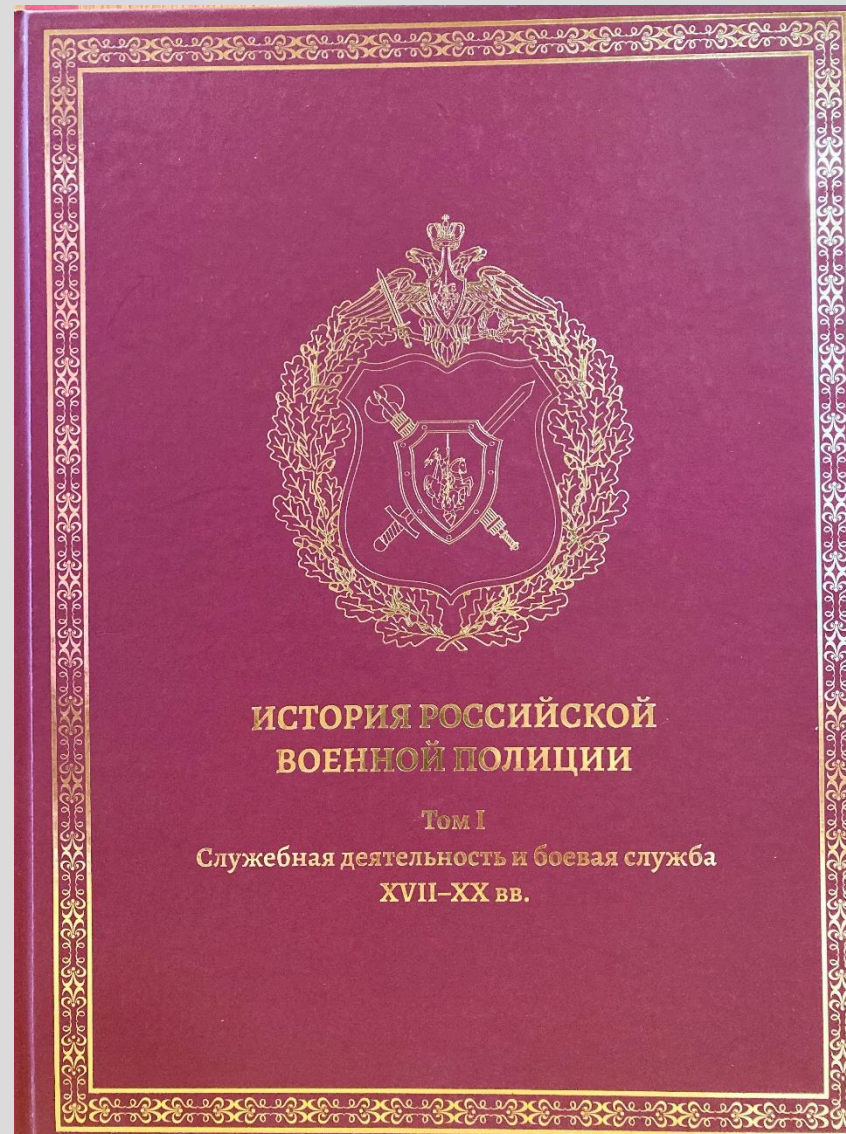 ИСТОРИЯ РОССИЙСКОЙ
ВОЕННОЙ ПОЛИЦИИ
Том I
Служебная деятельность и боевая служба
XVII–XX вв.